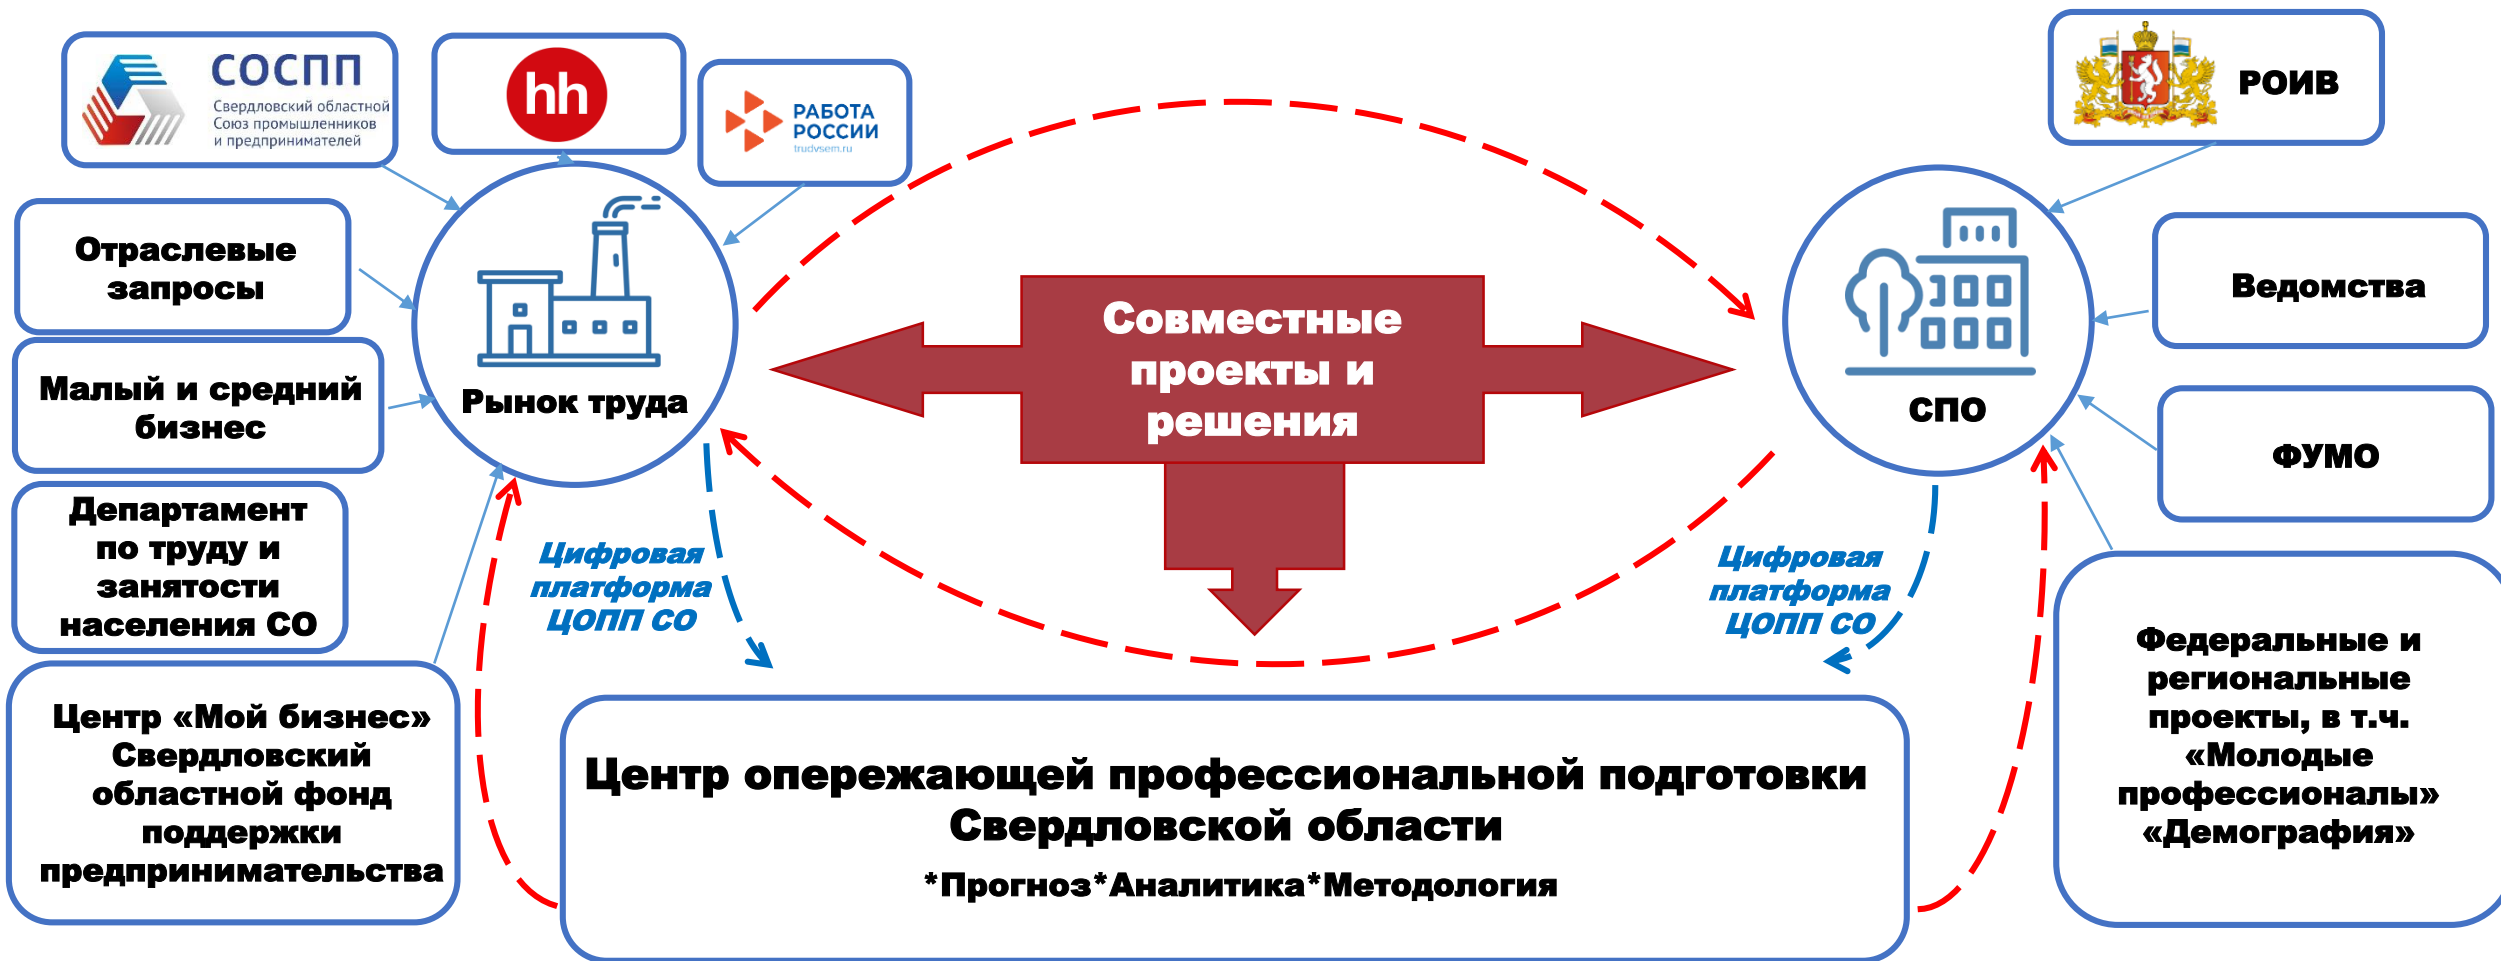 СОСПП
Свердловский областной
Союз промышленников
и предпринимателей
hh
РАБОТА
РОССИИ
trudvsem.ru
РОИВ
Отраслевые
запросы
Малый и средний
бизнес
Департамент
по труду и
занятости
населения СО
Центр «Мой бизнес»
Свердловский
областной фонд
поддержки
предпринимательства
Рынок труда
Цифровая
платформа
ЦОПП СО
Совместные
проекты и
решения
СПО
Цифровая
платформа
ЦОПП СО
Ведомства
ФУМО
Федеральные и
региональные
проекты, в т.ч.
«Молодые
профессионалы»
«Демография»
Центр опережающей профессиональной подготовки
Свердловской области
*Прогноз*Аналитика*Методология